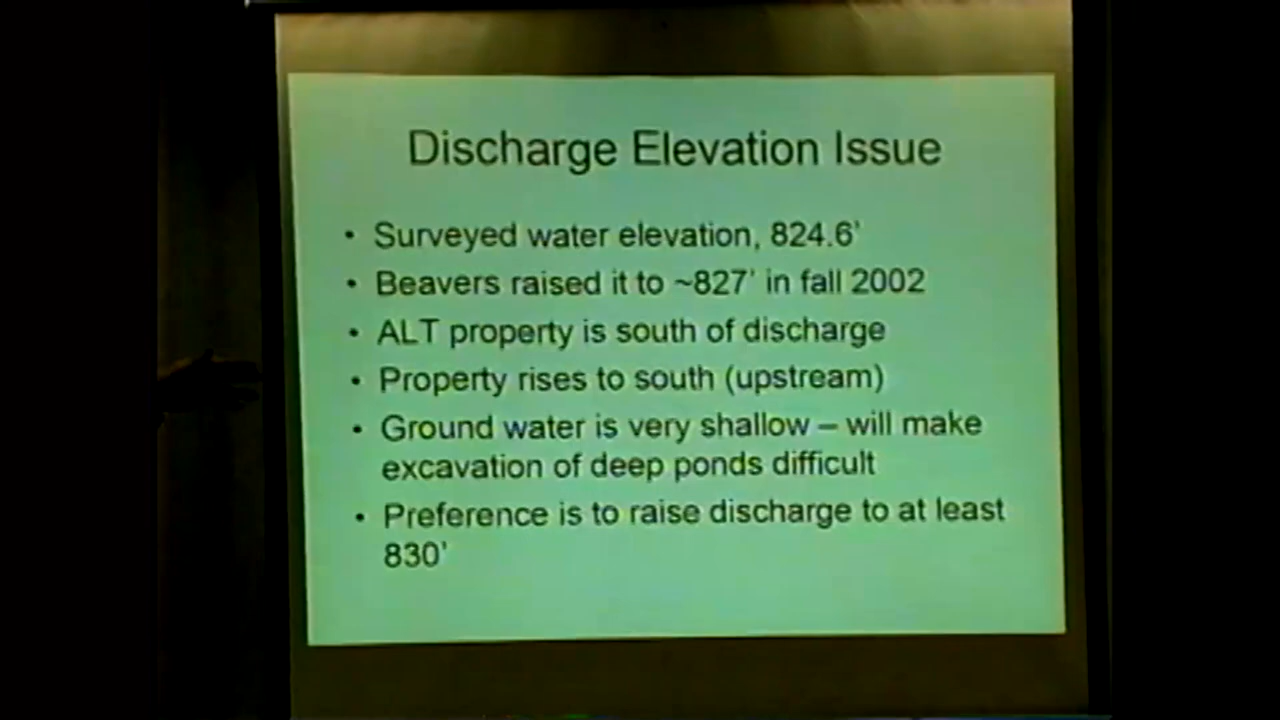 Discharge Elevation Issue
• Surveyed water elevation, 824.6'
• Beavers raised it to ~827' in fall 2002
• ALT property is south of discharge
• Property rises to south (upstream)
• Ground water is very shallow – will make
excavation of deep ponds difficult
• Preference is to raise discharge to at least
830'